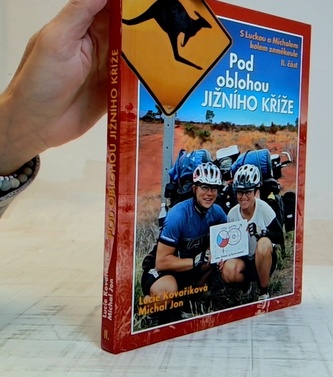 S Luckou a Michalem
kolem zeměkoule
II. část
Pod
oblohou
JIŽNÍHO KŘÍŽE
Lucie Kovaříková
Michal Jon
POD OBLOHOU JIŽNÍHO KŘÍŽE
Lucie Kovaříková
Michal Jon
II.